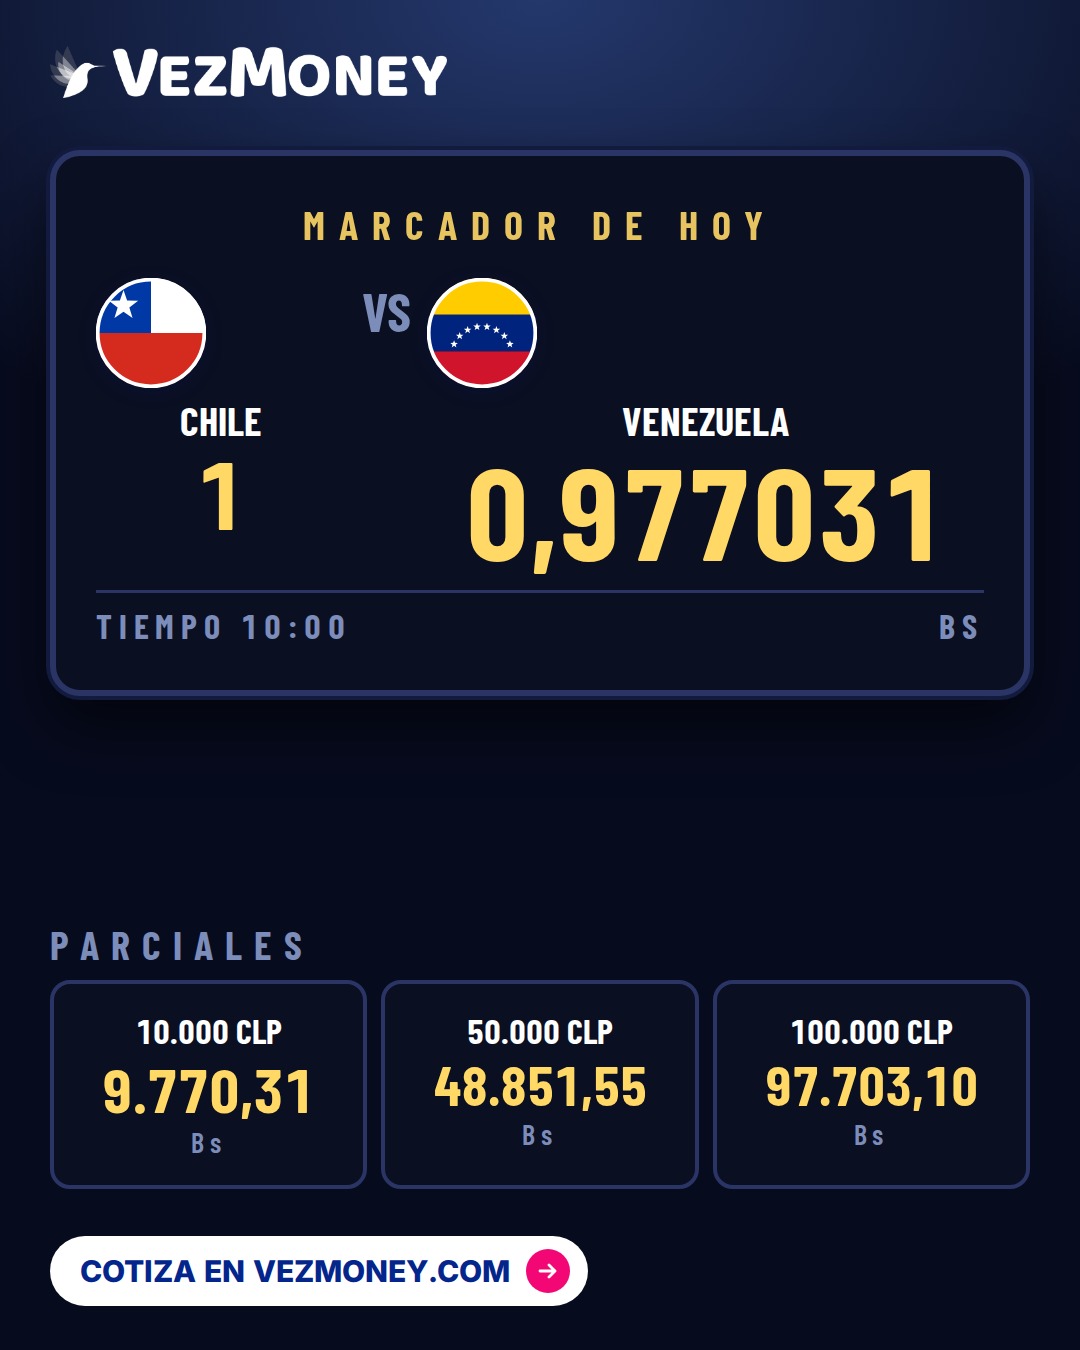 VEZMONEY
MARCADOR DE HOY
VS
CHILE
VENEZUELA
1
0,977031
TIEMPO 10:00
BS
PARCIALES
10.000 CLP
9.770,31
Bs
50.000 CLP
48.851,55
Bs
100.000 CLP
97.703,10
Bs
COTIZA EN VEZMONEY.COM